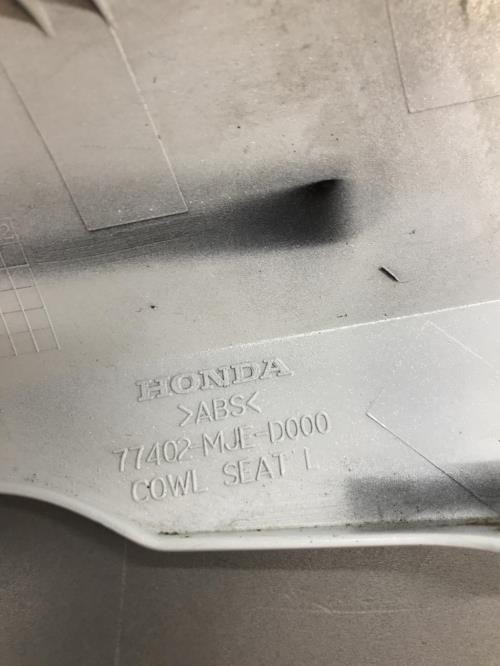 HONDA
>ABS<
77402-MJE-D000
COWL SEAT L